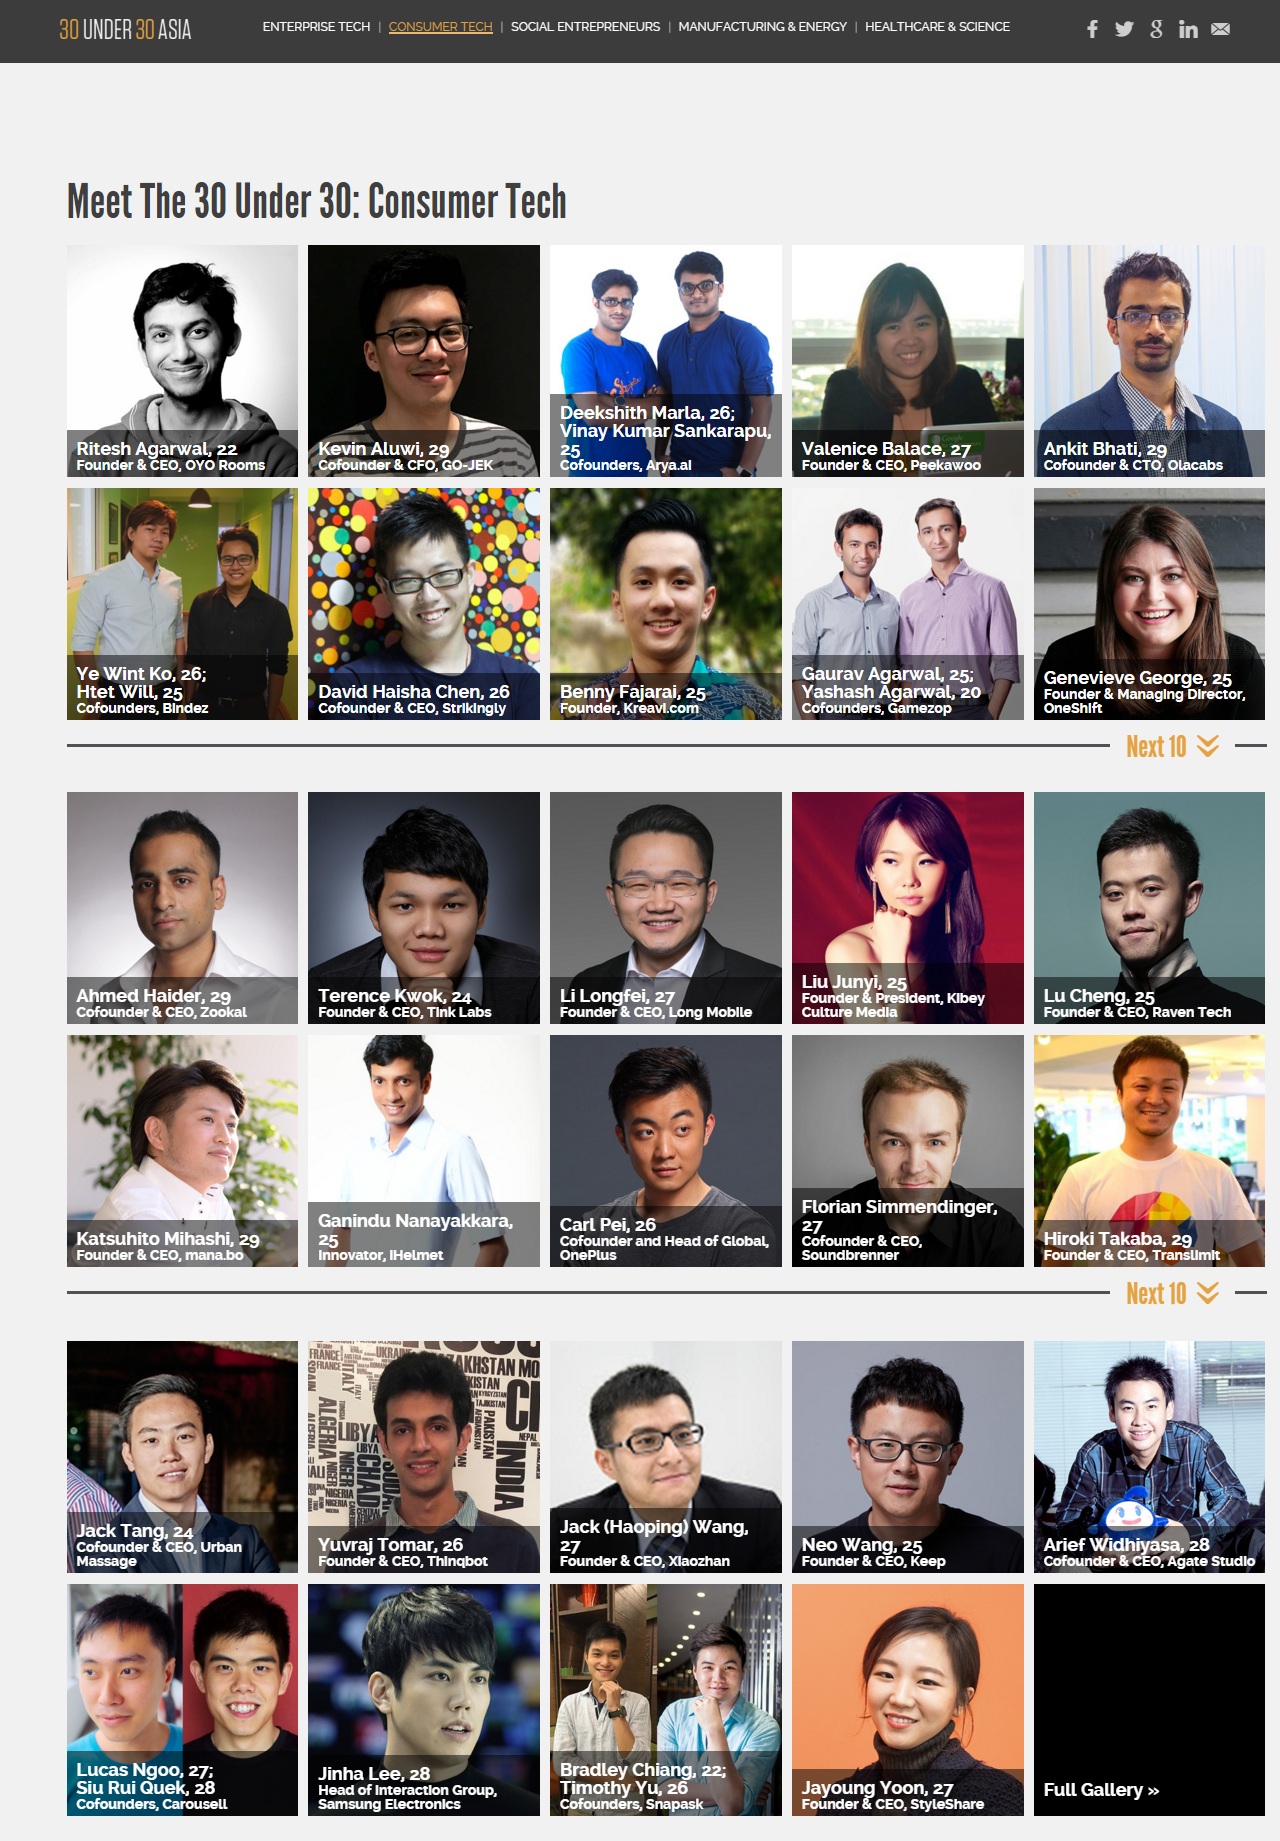 30 UNDER 30 ASIA
ENTERPRISE TECH | CONSUMER TECH | SOCIAL ENTREPRENEURS | MANUFACTURING & ENERGY | HEALTHCARE & SCIENCE
Meet The 30 Under 30: Consumer Tech
Ritesh Agarwal, 22
Founder & CEO, OYO Rooms
Kevin Aluwi, 29
Cofounder & CFO, GO-JEK
Deekshith Marla, 26;
Vinay Kumar Sankarapu,
25
Cofounders, Arya.ai
Valenice Balace, 27
Founder & CEO, Peekawoo
Ankit Bhati, 29
Cofounder & CTO, Olacabs
Ye Wint Ko, 26;
Htet Will, 25
Cofounders, Bindez
David Haisha Chen, 26
Cofounder & CEO, Strikingly
Benny Fajarai, 25
Founder, Kreavi.com
Gaurav Agarwal, 25;
Yashash Agarwal, 20
Cofounders, Gamezop
Genevieve George, 25
Founder & Managing Director,
OneShift
Next 10
Ahmed Haider, 29
Cofounder & CEO, Zookal
Terence Kwok, 24
Founder & CEO, Tink Labs
Li Longfei, 27
Founder & CEO, Long Mobile
Liu Junyi, 25
Founder & President, Kibey
Culture Media
Lu Cheng, 25
Founder & CEO, Raven Tech
Katsuhito Mihashi, 29
Founder & CEO, mana.bo
Ganindu Nanayakkara,
25
Innovator, iHelmet
Carl Pei, 26
Cofounder and Head of Global,
OnePlus
Florian Simmendinger,
27
Cofounder & CEO,
Soundbrenner
Hiroki Takaba, 29
Founder & CEO, Translimit
Next 10
Jack Tang, 24
Cofounder & CEO, Urban
Massage
Yuvraj Tomar, 26
Founder & CEO, Thinqbot
Jack (Haoping) Wang,
27
Founder & CEO, Xiaozhan
Neo Wang, 25
Founder & CEO, Keep
Arief Widhiyasa, 28
Cofounder & CEO, Agate Studio
Lucas Ngoo, 27;
Siu Rui Quek, 28
Cofounders, Carousell
Jinha Lee, 28
Head of Interaction Group,
Samsung Electronics
Bradley Chiang, 22;
Timothy Yu, 26
Cofounders, Snapask
Jayoung Yoon, 27
Founder & CEO, StyleShare
Full Gallery »